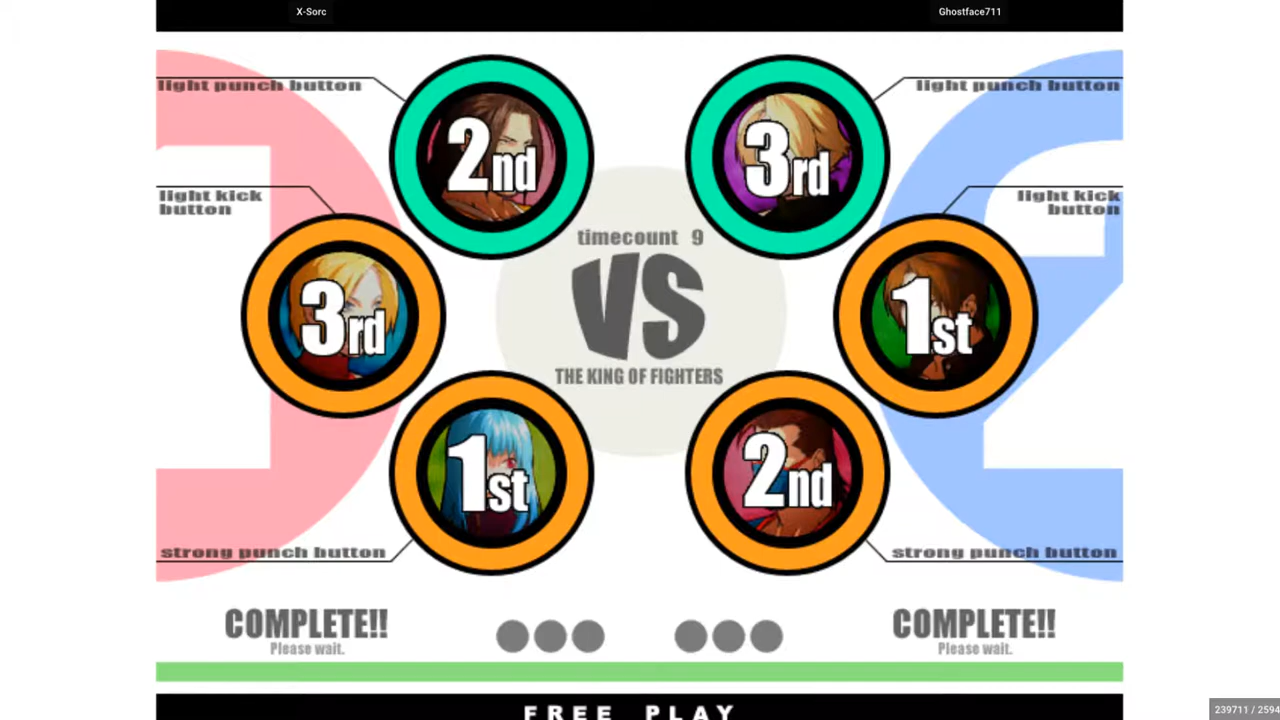 X-Sorc
Ghostface711
light punch button
light punch button
2nd
3rd
light kick
button
light kick
button
timecount 9
VS
THE KING OF FIGHTERS
3rd
1st
1st
2nd
strong punch button
strong punch button
COMPLETE!!
Please wait.
COMPLETE!!
Please wait.
FREE PLAY
239711 / 2594